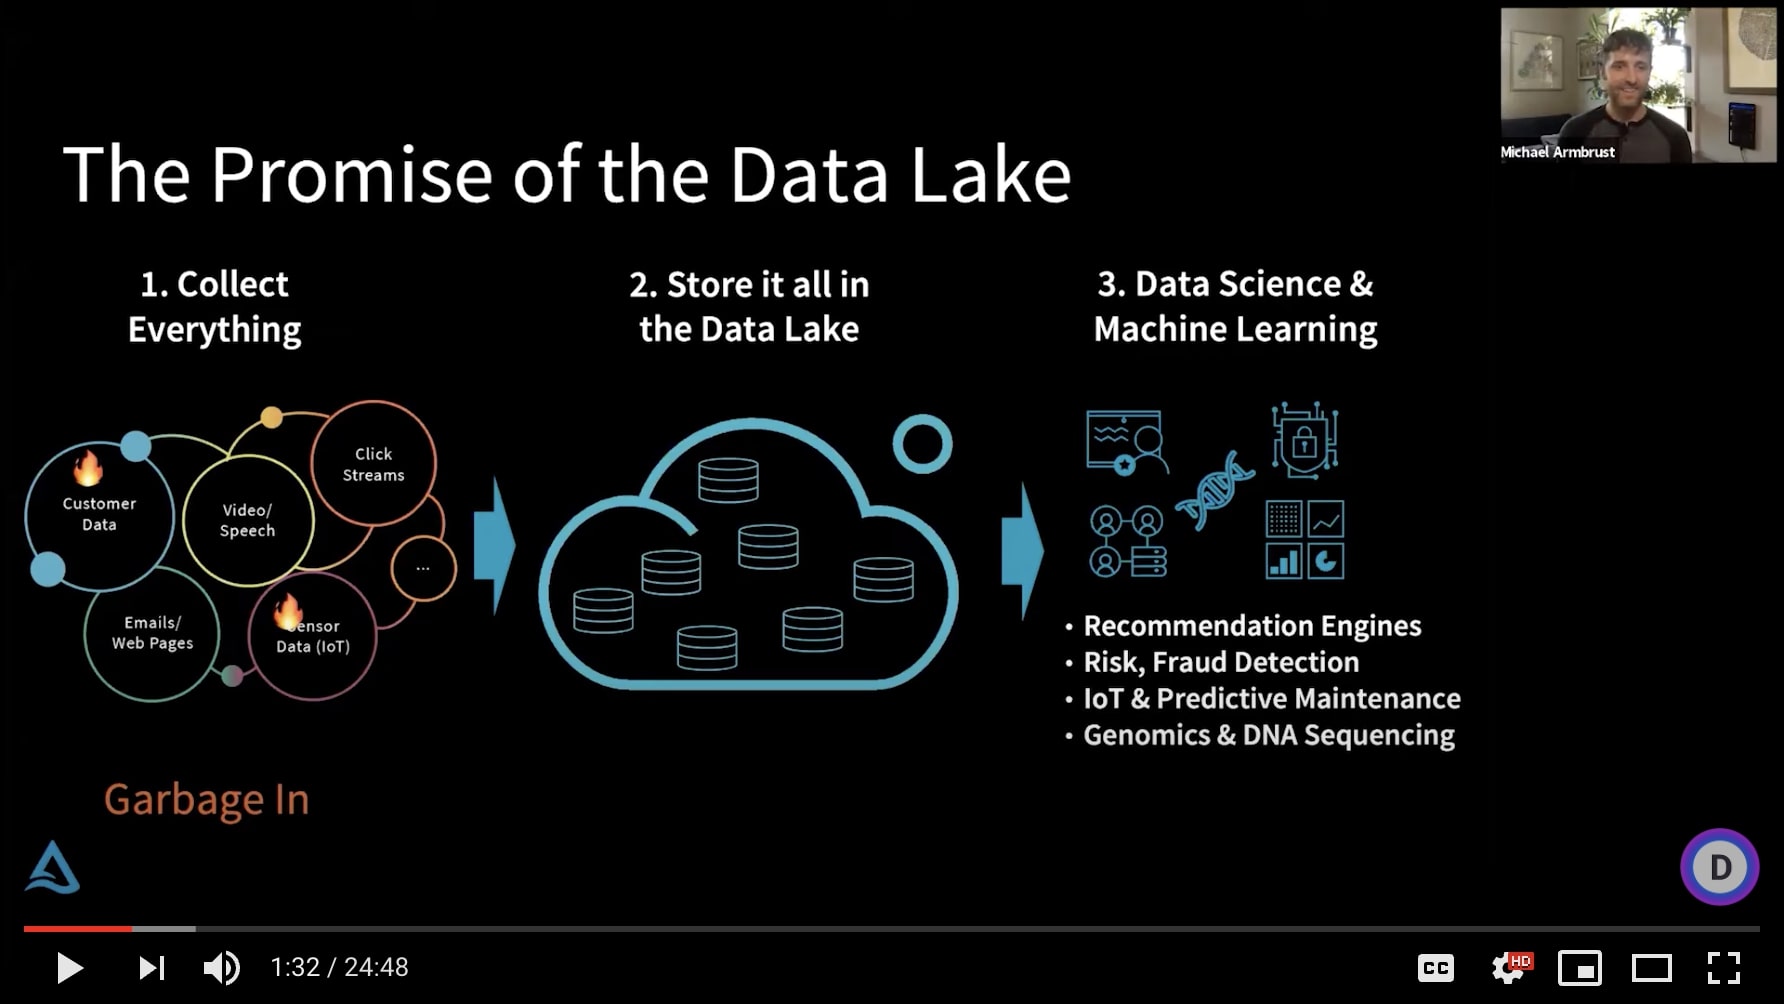 Michael Armbrust
The Promise of the Data Lake
1. Collect
Everything
2. Store it all in
the Data Lake
3. Data Science &
Machine Learning
Customer
Data
Video/
Speech
Click
Streams
...
Emails/
Web Pages
Sensor
Data (IoT)
• Recommendation Engines
• Risk, Fraud Detection
• IoT & Predictive Maintenance
• Genomics & DNA Sequencing
Garbage In
D
1:32 / 24:48
CC
HD